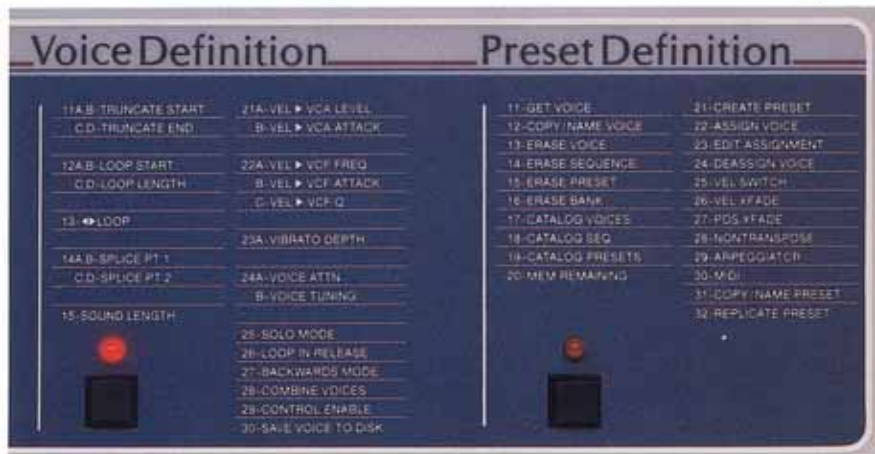 Voice Definition
11A,B-TRUNCATE START
C,D-TRUNCATE END
12A,B-LOOP START
C,D-LOOP LENGTH
13-◄►LOOP
14A,B-SPLICE PT 1
C,D-SPLICE PT 2
15-SOUND LENGTH
21A-VEL►VCA LEVEL
B-VEL►VCA ATTACK
22A-VEL►VCF FREQ
B-VEL►VCF ATTACK
C-VEL►VCF Q
23A-VIBRATO DEPTH
24A-VOICE ATTN
B-VOICE TUNING
25-SOLO MODE
26-LOOP IN RELEASE
27-BACKWARDS MODE
28-COMBINE VOICES
29-CONTROL ENABLE
30-SAVE VOICE TO DISK
Preset Definition
11-GET VOICE
12-COPY/NAME VOICE
13-ERASE VOICE
14-ERASE SEQUENCE
15-ERASE PRESET
16-ERASE BANK
17-CATALOG VOICES
18-CATALOG SEQ
19-CATALOG PRESETS
20-MEM REMAINING
21-CREATE PRESET
22-ASSIGN VOICE
23-EDIT ASSIGNMENT
24-DEASSIGN VOICE
25-VEL SWITCH
26-VEL XFADE
27-POS XFADE
28-NONTRANSPOSE
29-ARPEGGIATOR
30-MIDI
31-COPY/NAME PRESET
32-REPLICATE PRESET